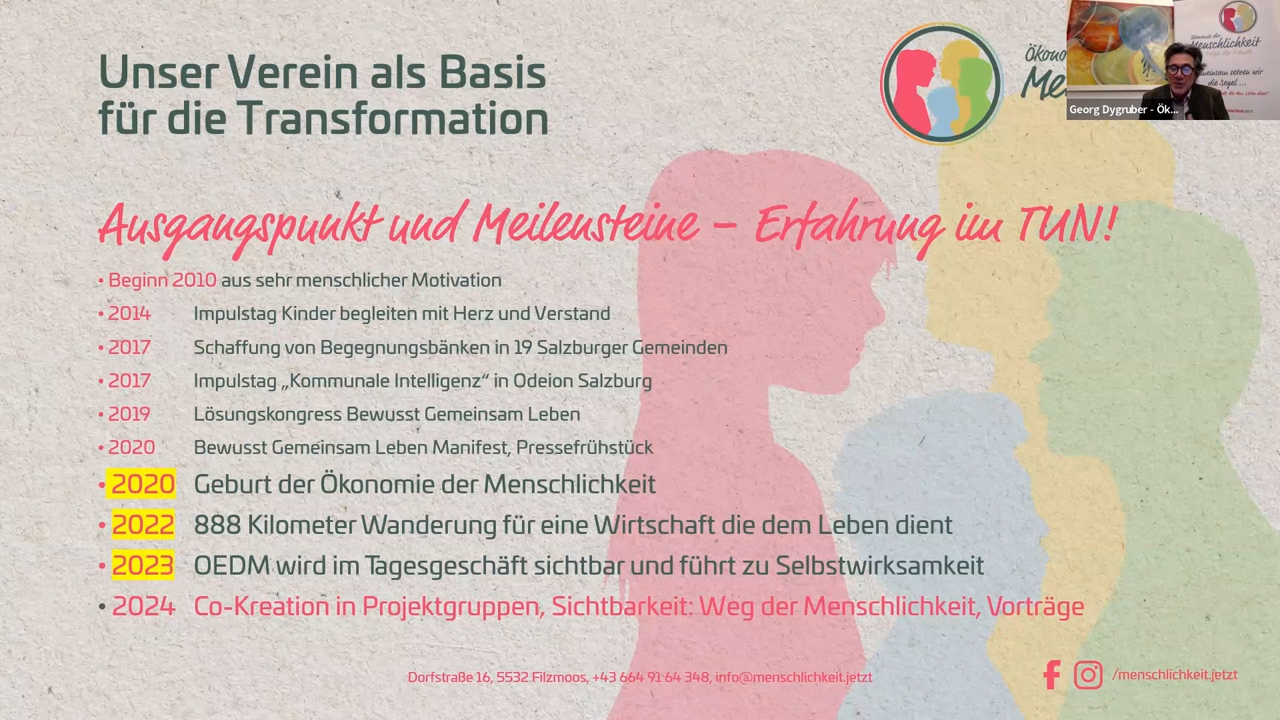 Unser Verein als Basis
für die Transformation
Ökono
Me
Menschlichkeit
Georg Dygruber - Ök...
Ausgangspunkt und Meilensteine – Erfahrung im TUN!
• Beginn 2010 aus sehr menschlicher Motivation
• 2014 Impulstag Kinder begleiten mit Herz und Verstand
• 2017 Schaffung von Begegnungsbänken in 19 Salzburger Gemeinden
• 2017 Impulstag „Kommunale Intelligenz“ in Odeion Salzburg
• 2019 Lösungskongress Bewusst Gemeinsam Leben
• 2020 Bewusst Gemeinsam Leben Manifest, Pressefrühstück
• 2020 Geburt der Ökonomie der Menschlichkeit
• 2022 888 Kilometer Wanderung für eine Wirtschaft die dem Leben dient
• 2023 OEDM wird im Tagesgeschäft sichtbar und führt zu Selbstwirksamkeit
• 2024 Co-Kreation in Projektgruppen, Sichtbarkeit: Weg der Menschlichkeit, Vorträge
Dorfstraße 16, 5532 Filzmoos, +43 664 91 64 348, info@menschlichkeit.jetzt
/menschlichkeit.jetzt